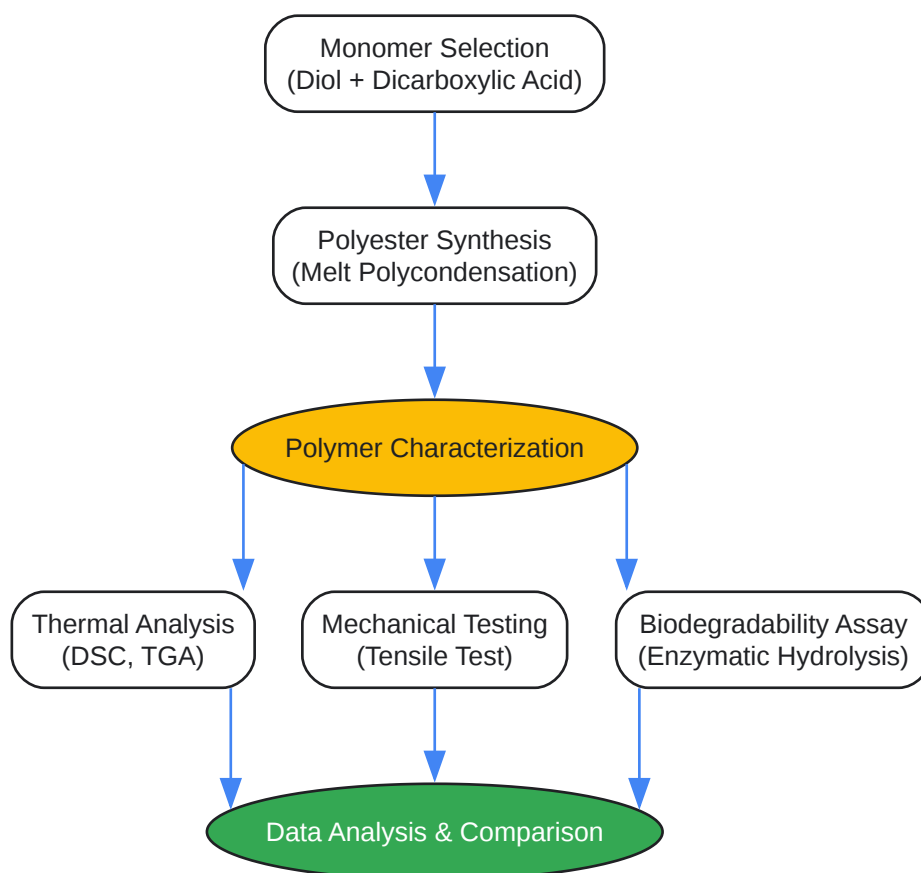 Monomer Selection
(Diol + Dicarboxylic Acid)
Polyester Synthesis
(Melt Polycondensation)
Polymer Characterization
Thermal Analysis
(DSC, TGA)
Mechanical Testing
(Tensile Test)
Biodegradability Assay
(Enzymatic Hydrolysis)
Data Analysis & Comparison